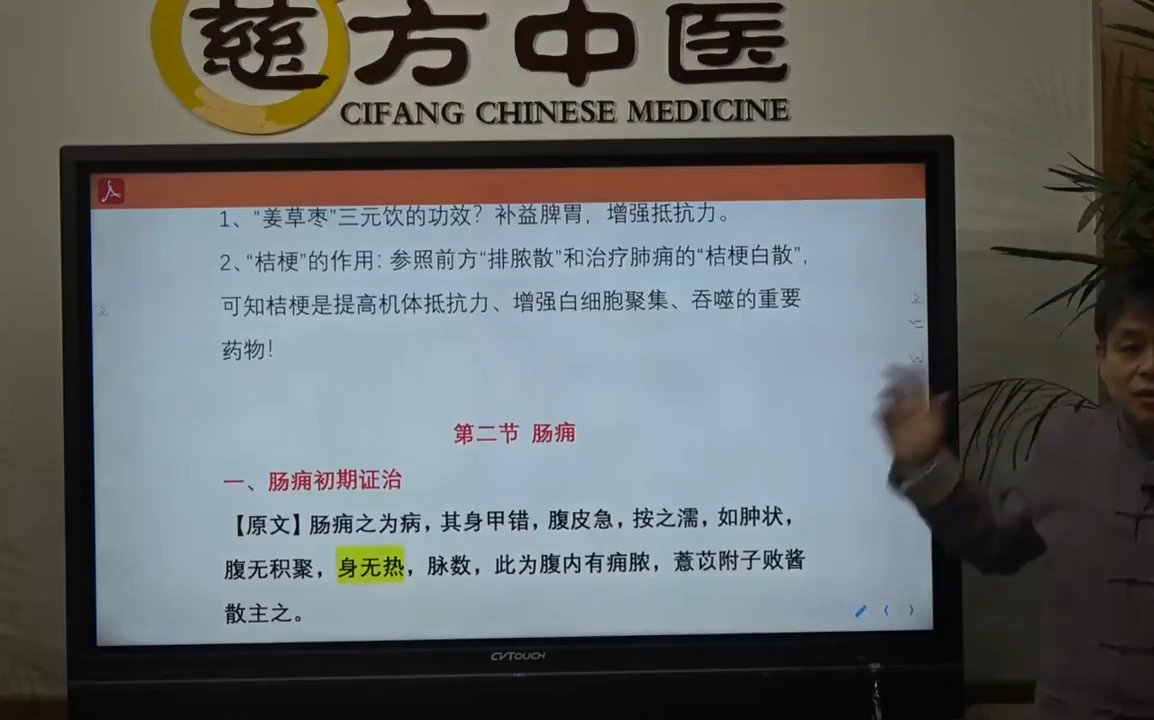 慈方中医
CIFANG CHINESE MEDICINE
1、“姜草枣”三元饮的功效？补益脾胃，增强抵抗力。
2、“桔梗”的作用：参照前方“排脓散”和治疗肺痈的“桔梗白散”，
可知桔梗是提高机体抵抗力、增强白细胞聚集、吞噬的重要
药物！
第二节 肠痈
一、肠痈初期证治
【原文】肠痈之为病，其身甲错，腹皮急，按之濡，如肿状，
腹无积聚，身无热，脉数，此为腹内有痈脓，薏苡附子败酱
散主之。
CVTOUCH